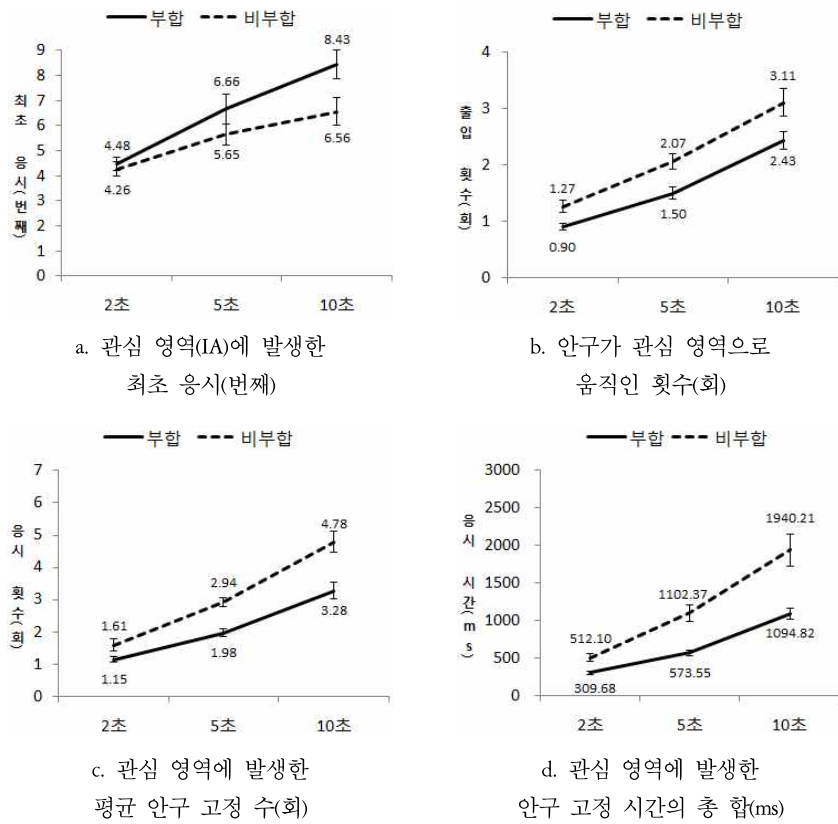 부합 비부합
9
8
7
6
5
4
3
2
1
0
최초 응시(번째)
8.43
6.66
4.48
6.56
5.65
4.26
2초 5초 10초
a. 관심 영역(IA)에 발생한
최초 응시(번째)
부합 비부합
4
3
2
1
0
출입 횟수(회)
3.11
2.07
1.27
2.43
1.50
0.90
2초 5초 10초
b. 안구가 관심 영역으로
움직인 횟수(회)
부합 비부합
7
6
5
4
3
2
1
0
응시 횟수(회)
4.78
2.94
1.61
3.28
1.98
1.15
2초 5초 10초
c. 관심 영역에 발생한
평균 안구 고정 수(회)
부합 비부합
3000
2500
2000
1500
1000
500
0
응시 시간(ms)
1940.21
1102.37
512.10
1094.82
573.55
309.68
2초 5초 10초
d. 관심 영역에 발생한
안구 고정 시간의 총 합(ms)